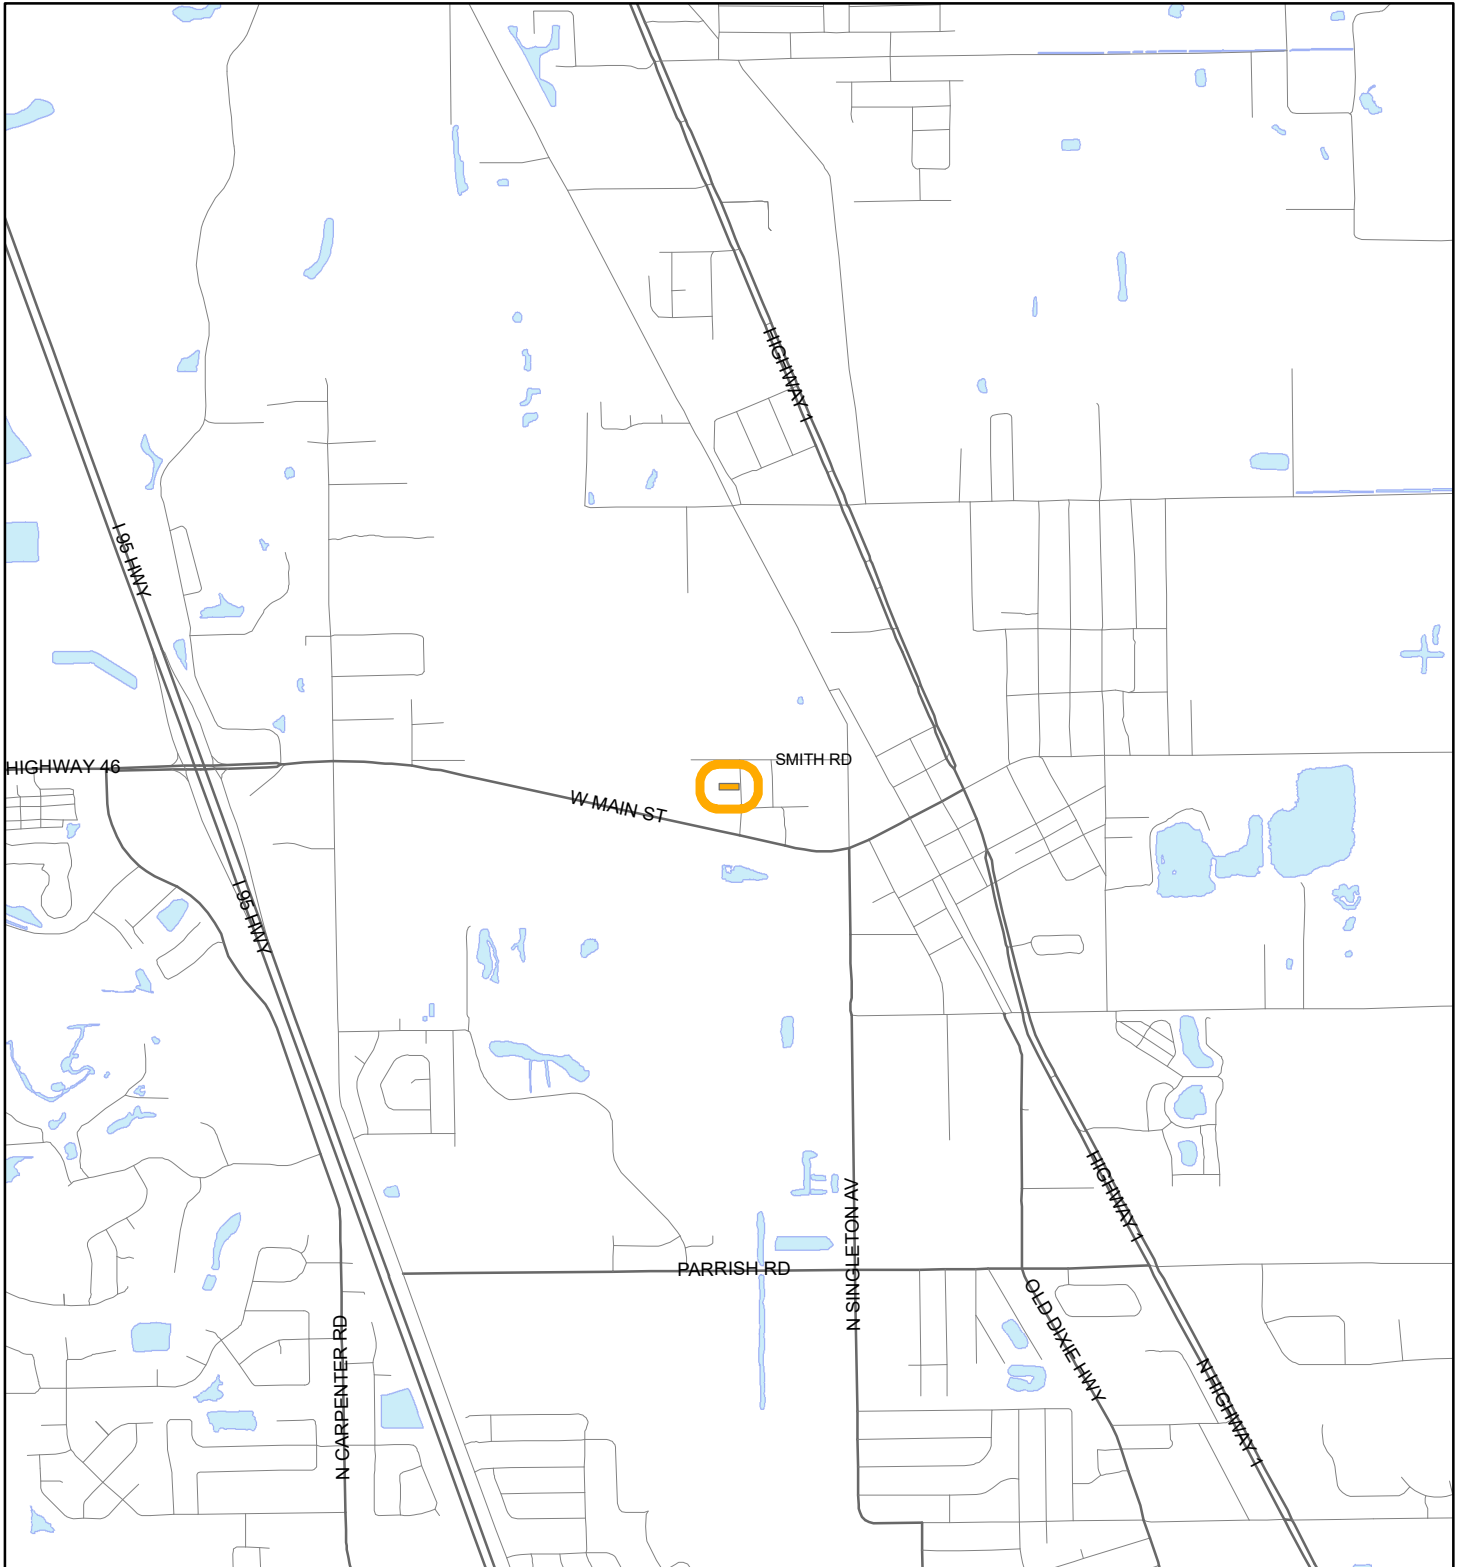 HIGHWAY 1
I 95 HWY
SMITH RD
HIGHWAY 46
W MAIN ST
I 95 HWY
HIGHWAY 1
N SINGLETON AV
PARRISH RD
OLD DIXIE HWY
N CARPENTER RD
N HIGHWAY 1